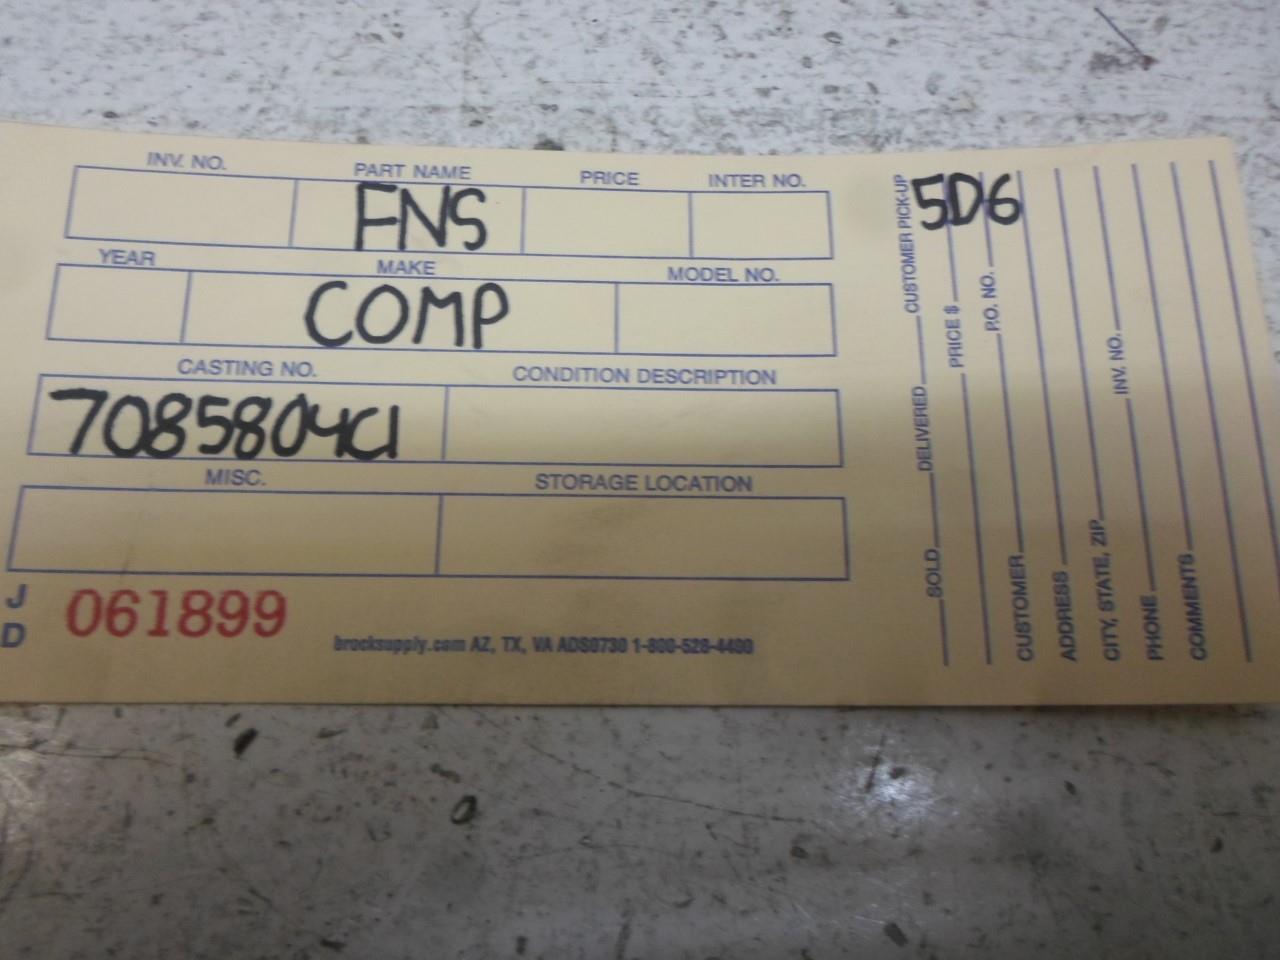 INV. NO. PART NAME PRICE INTER NO.
FNS
YEAR MAKE MODEL NO.
COMP
CASTING NO. CONDITION DESCRIPTION
7085804C1
MISC. STORAGE LOCATION
J D 061899
brocksupply.com AZ, TX, VA ADS0730 1-800-528-4400
5D6
SOLD DELIVERED CUSTOMER PICK-UP
PRICE $
P.O. NO.
CUSTOMER
ADDRESS
CITY, STATE, ZIP
PHONE INV. NO.
COMMENTS